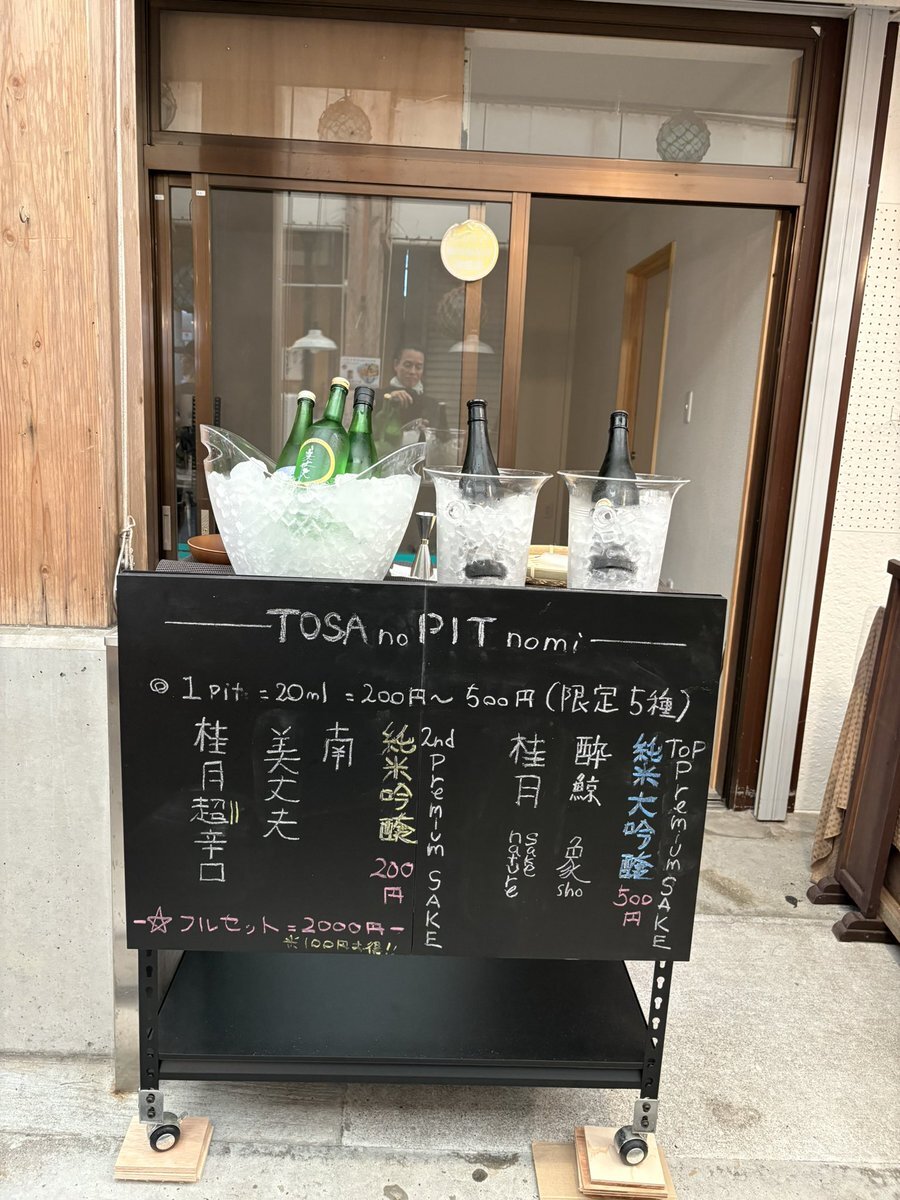 TOSA no PIT nomi
◎ 1pit = 20ml = 200円～500円(限定5種)
TOP Premium SAKE
純米大吟醸 500円
酔鯨 象 sho
桂月 sake nature
2nd Premium SAKE
純米吟醸 200円
南
美丈夫
桂月超辛口
-☆フルセット=2000円-
※100円お得!!